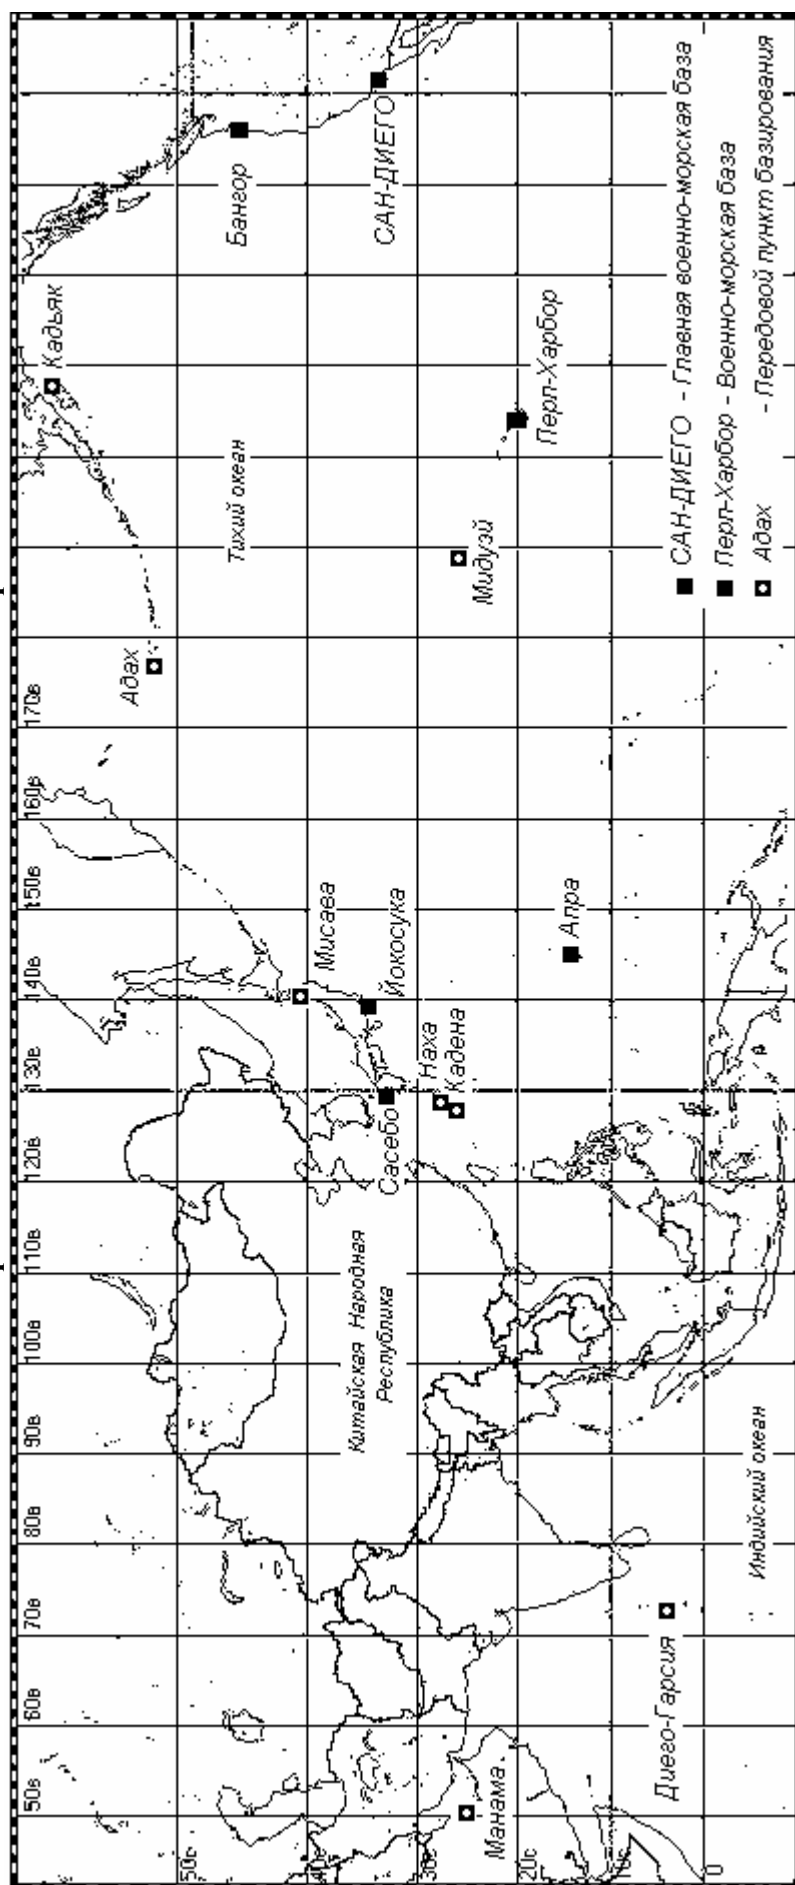 50в
60в
70в
80в
90в
100в
110в
120в
130в
140в
150в
160в
170в
50с
40с
30с
20с
10с
0
Кадьяк
Адах
Бангор
САН-ДИЕГО
Тихий океан
Мидуэй
Перл-Харбор
Мисава
Йокосука
Сасебо
Наха
Кадена
Апра
Китайская Народная
Республика
Манама
Диего-Гарсия
Индийский океан
САН-ДИЕГО - Главная военно-морская база
Перл-Харбор - Военно-морская база
Адах - Передовой пункт базирования